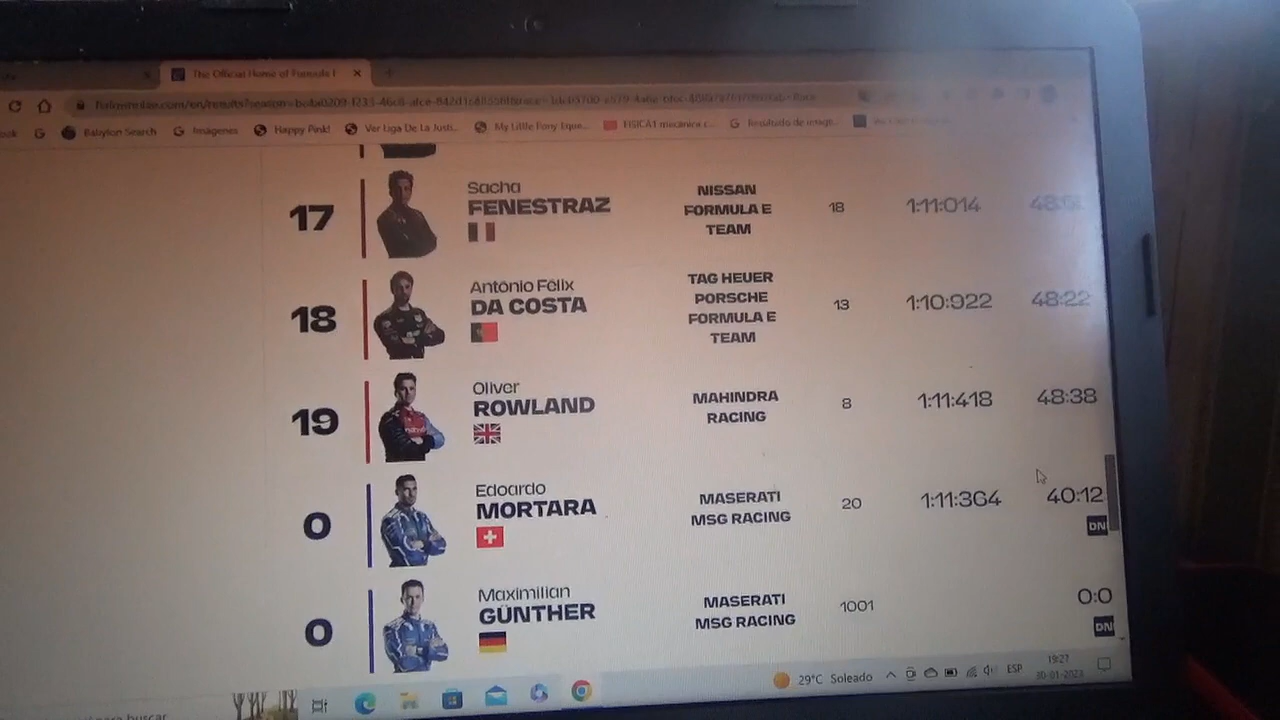 The Official Home of Formula E
Babylon Search
Imágenes
Happy Pink!
Ver Liga De La Justi...
My Little Pony Eque...
FISICA1 mecánica c...
Resultado de image...
17
Sacha
FENESTRAZ
NISSAN
FORMULA E
TEAM
18
1:11:014
18
António Félix
DA COSTA
TAG HEUER
PORSCHE
FORMULA E
TEAM
13
1:10:922
48:22
19
Oliver
ROWLAND
MAHINDRA
RACING
8
1:11:418
48:38
0
Edoardo
MORTARA
MASERATI
MSG RACING
20
1:11:364
40:12
DN
0
Maximilian
GÜNTHER
MASERATI
MSG RACING
1001
0:0
DN
para buscar
29°C Soleado
ESP
19:27
30-01-2023